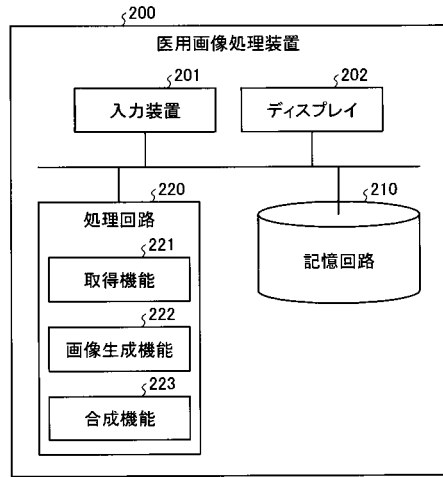 200
医用画像処理装置
201
入力装置
202
ディスプレイ
220
処理回路
221
取得機能
222
画像生成機能
223
合成機能
210
記憶回路